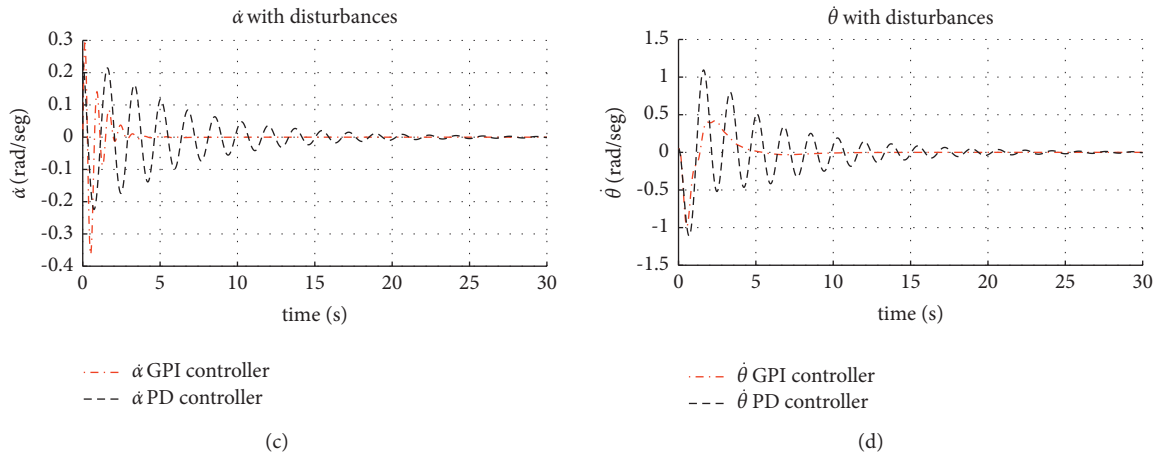 α̇ with disturbances
0.3
0.2
0.1
0
-0.1
-0.2
-0.3
-0.4
α̇ (rad/seg)
0 5 10 15 20 25 30
time (s)
α̇ GPI controller
α̇ PD controller
(c)
θ̇ with disturbances
1.5
1
0.5
0
-0.5
-1
-1.5
θ̇ (rad/seg)
0 5 10 15 20 25 30
time (s)
θ̇ GPI controller
θ̇ PD controller
(d)